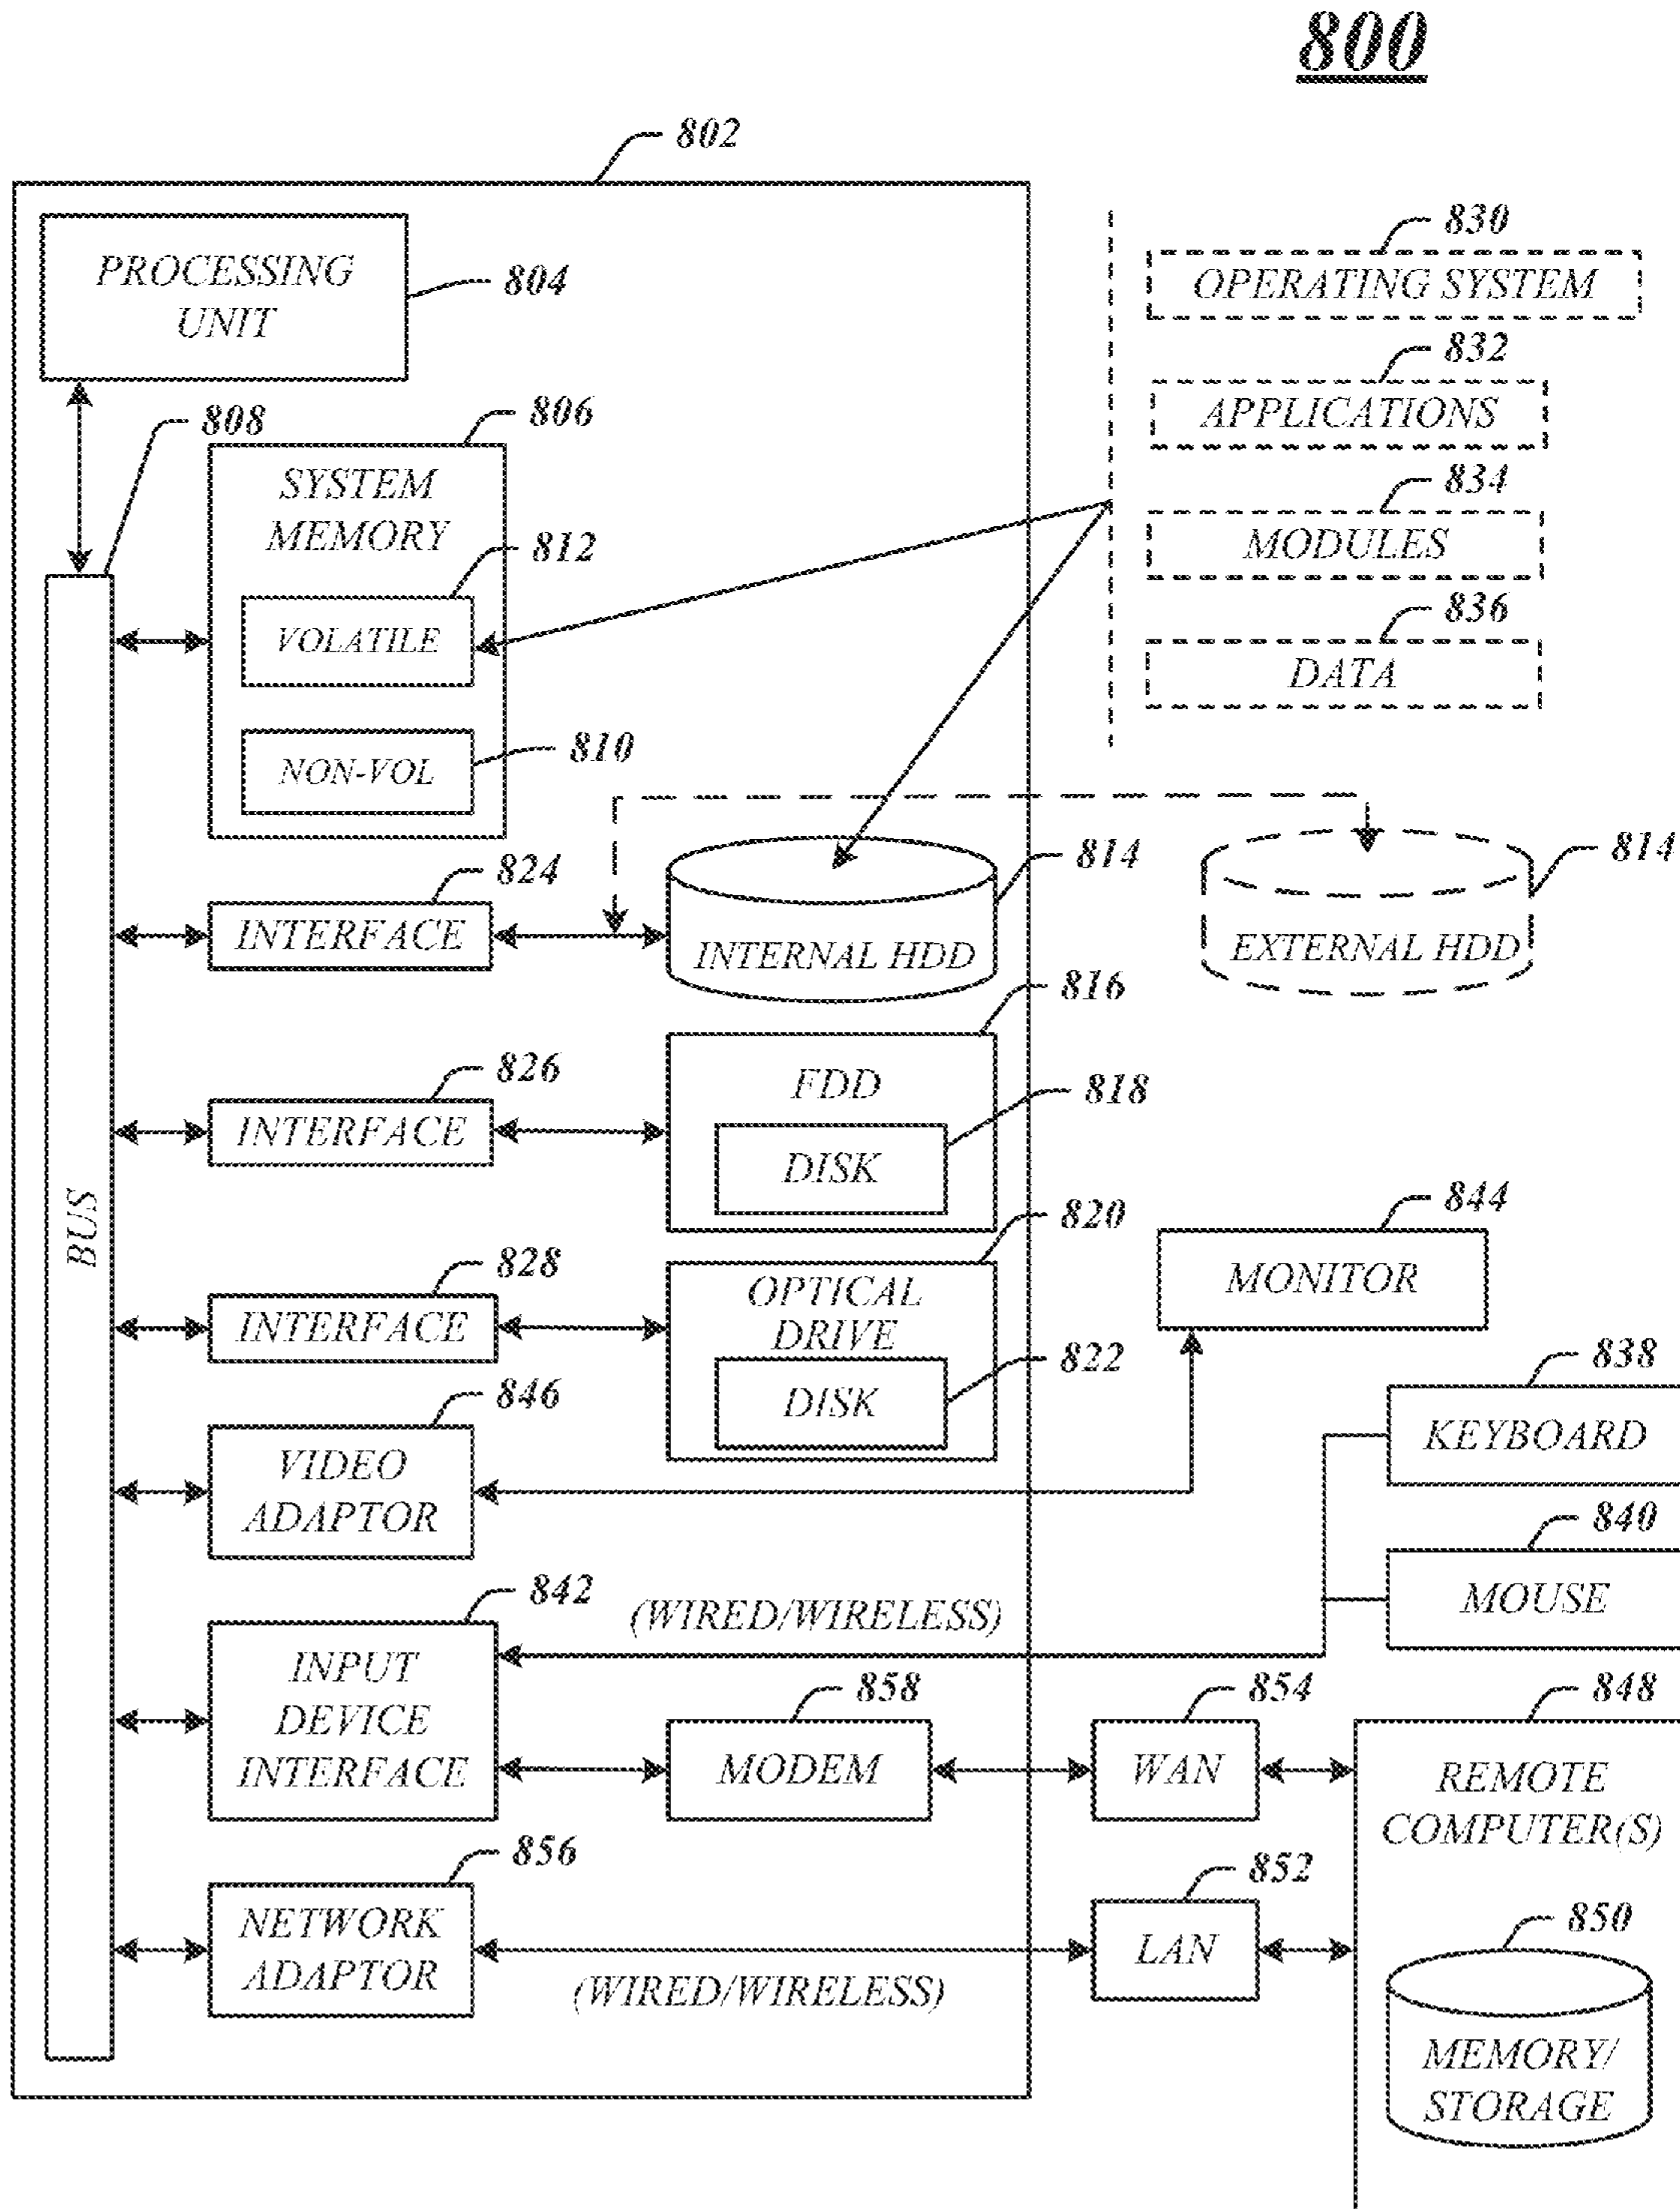 800
802
PROCESSING
UNIT
804
830
OPERATING SYSTEM
832
APPLICATIONS
834
MODULES
836
DATA
808
806
SYSTEM
MEMORY
812
VOLATILE
810
NON-VOL
BUS
824
INTERFACE
814
INTERNAL HDD
814
EXTERNAL HDD
826
INTERFACE
816
FDD
818
DISK
828
INTERFACE
820
OPTICAL
DRIVE
822
DISK
844
MONITOR
846
VIDEO
ADAPTOR
838
KEYBOARD
840
MOUSE
842
INPUT
DEVICE
INTERFACE
(WIRED/WIRELESS)
858
MODEM
854
WAN
848
REMOTE
COMPUTER(S)
856
NETWORK
ADAPTOR
(WIRED/WIRELESS)
852
LAN
850
MEMORY/
STORAGE